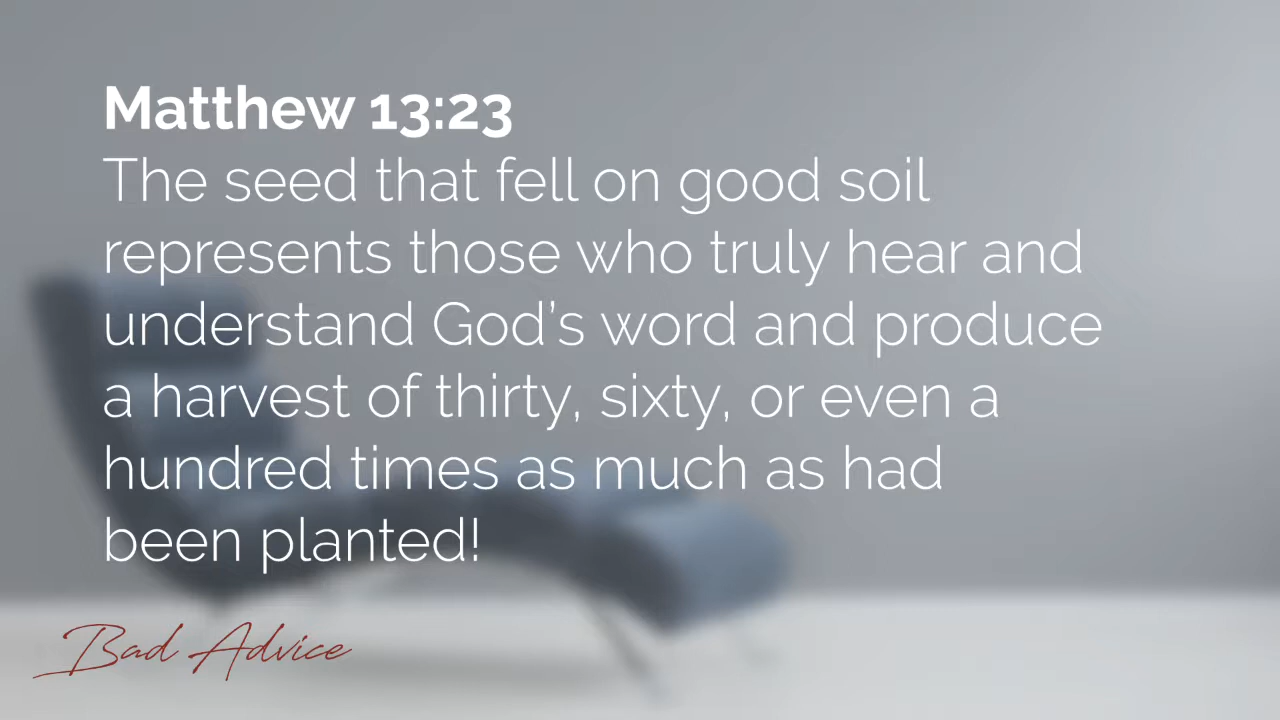 Matthew 13:23
The seed that fell on good soil
represents those who truly hear and
understand God’s word and produce
a harvest of thirty, sixty, or even a
hundred times as much as had
been planted!
Bad Advice